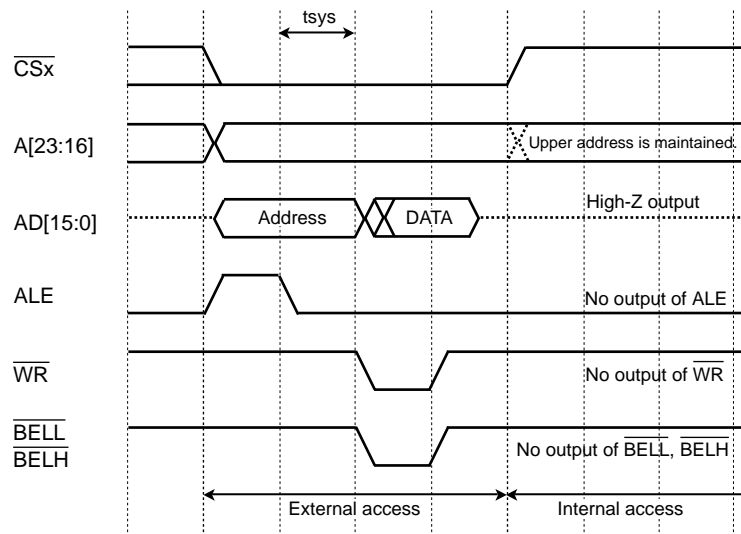 tsys
CSx
A[23:16]
Upper address is maintained.
AD[15:0]
Address
DATA
High-Z output
ALE
No output of ALE
WR
No output of WR
BELL
BELH
No output of BELL, BELH
External access
Internal access